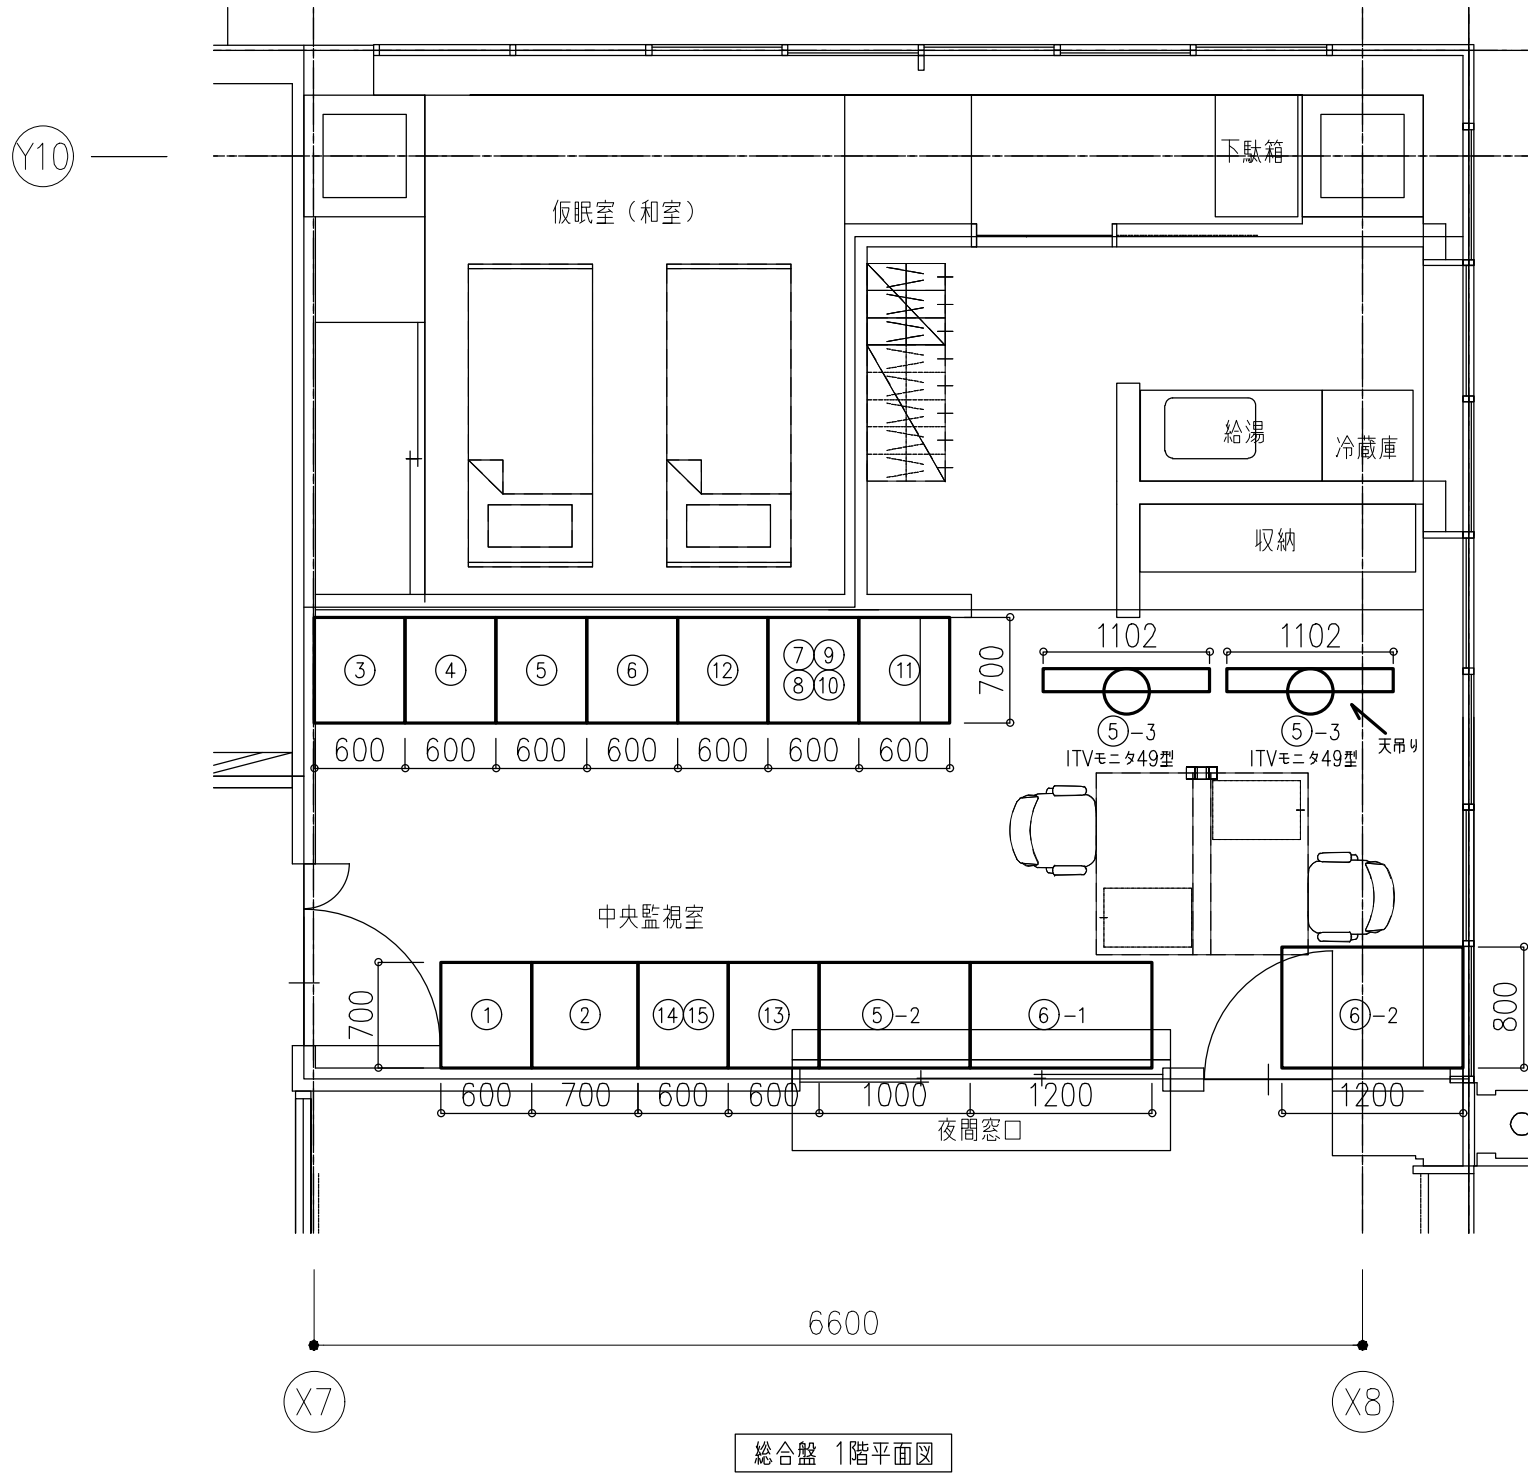 Y10
下駄箱
仮眠室（和室）
給湯
冷蔵庫
収納
1102
1102
③
④
⑤
⑥
⑫
⑦⑨
⑧⑩
⑪
700
⑤-3
ITVモニタ49型
⑤-3
ITVモニタ49型
天吊り
600
600
600
600
600
600
600
中央監視室
700
①
②
⑭⑮
⑬
⑤-2
⑥-1
⑥-2
800
600
700
600
600
1000
1200
1200
夜間窓口
6600
X7
X8
総合盤 1階平面図